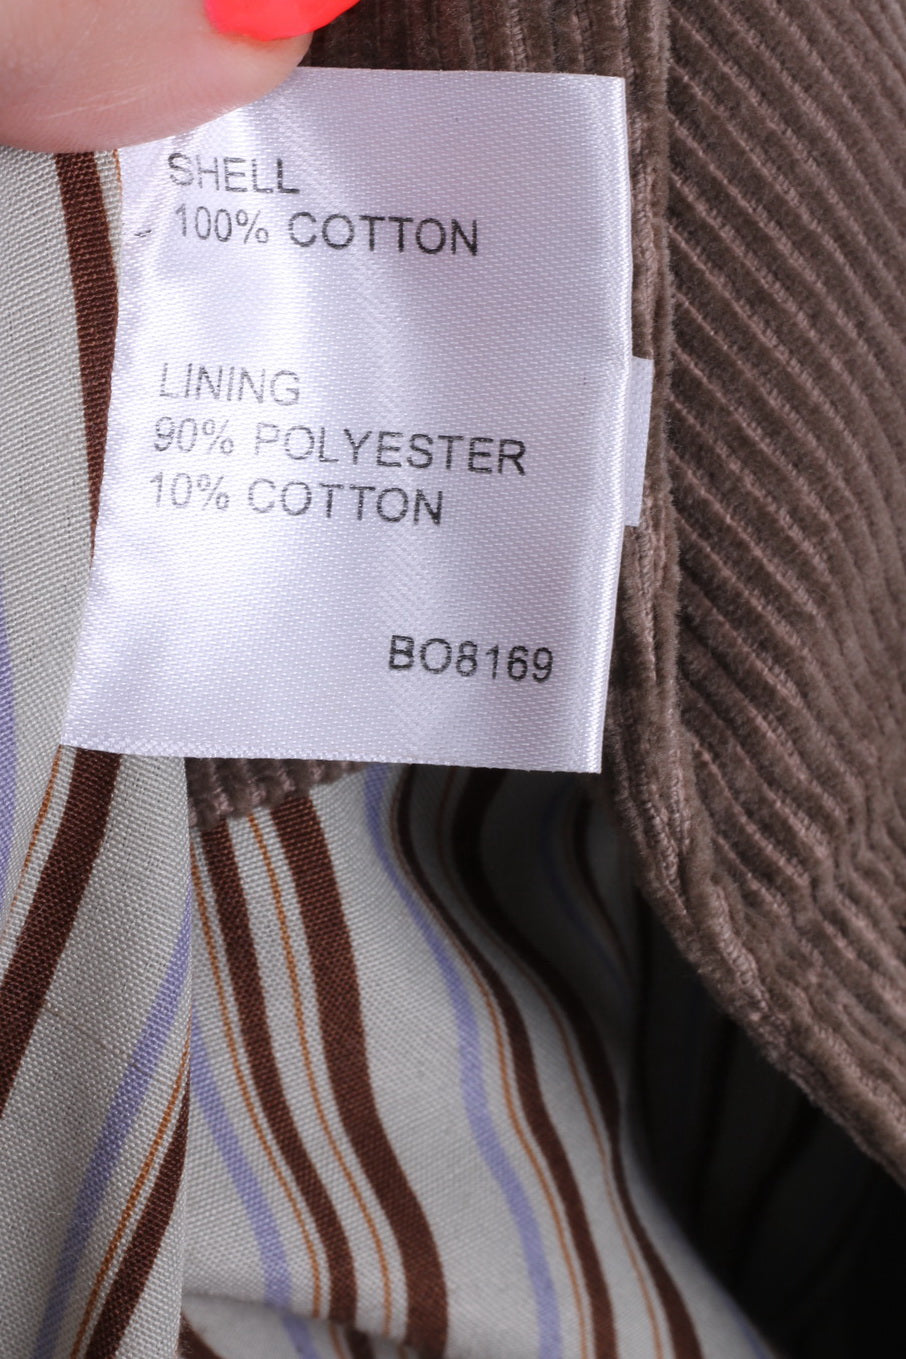 SHELL
100% COTTON
LINING
90% POLYESTER
10% COTTON
BO8169